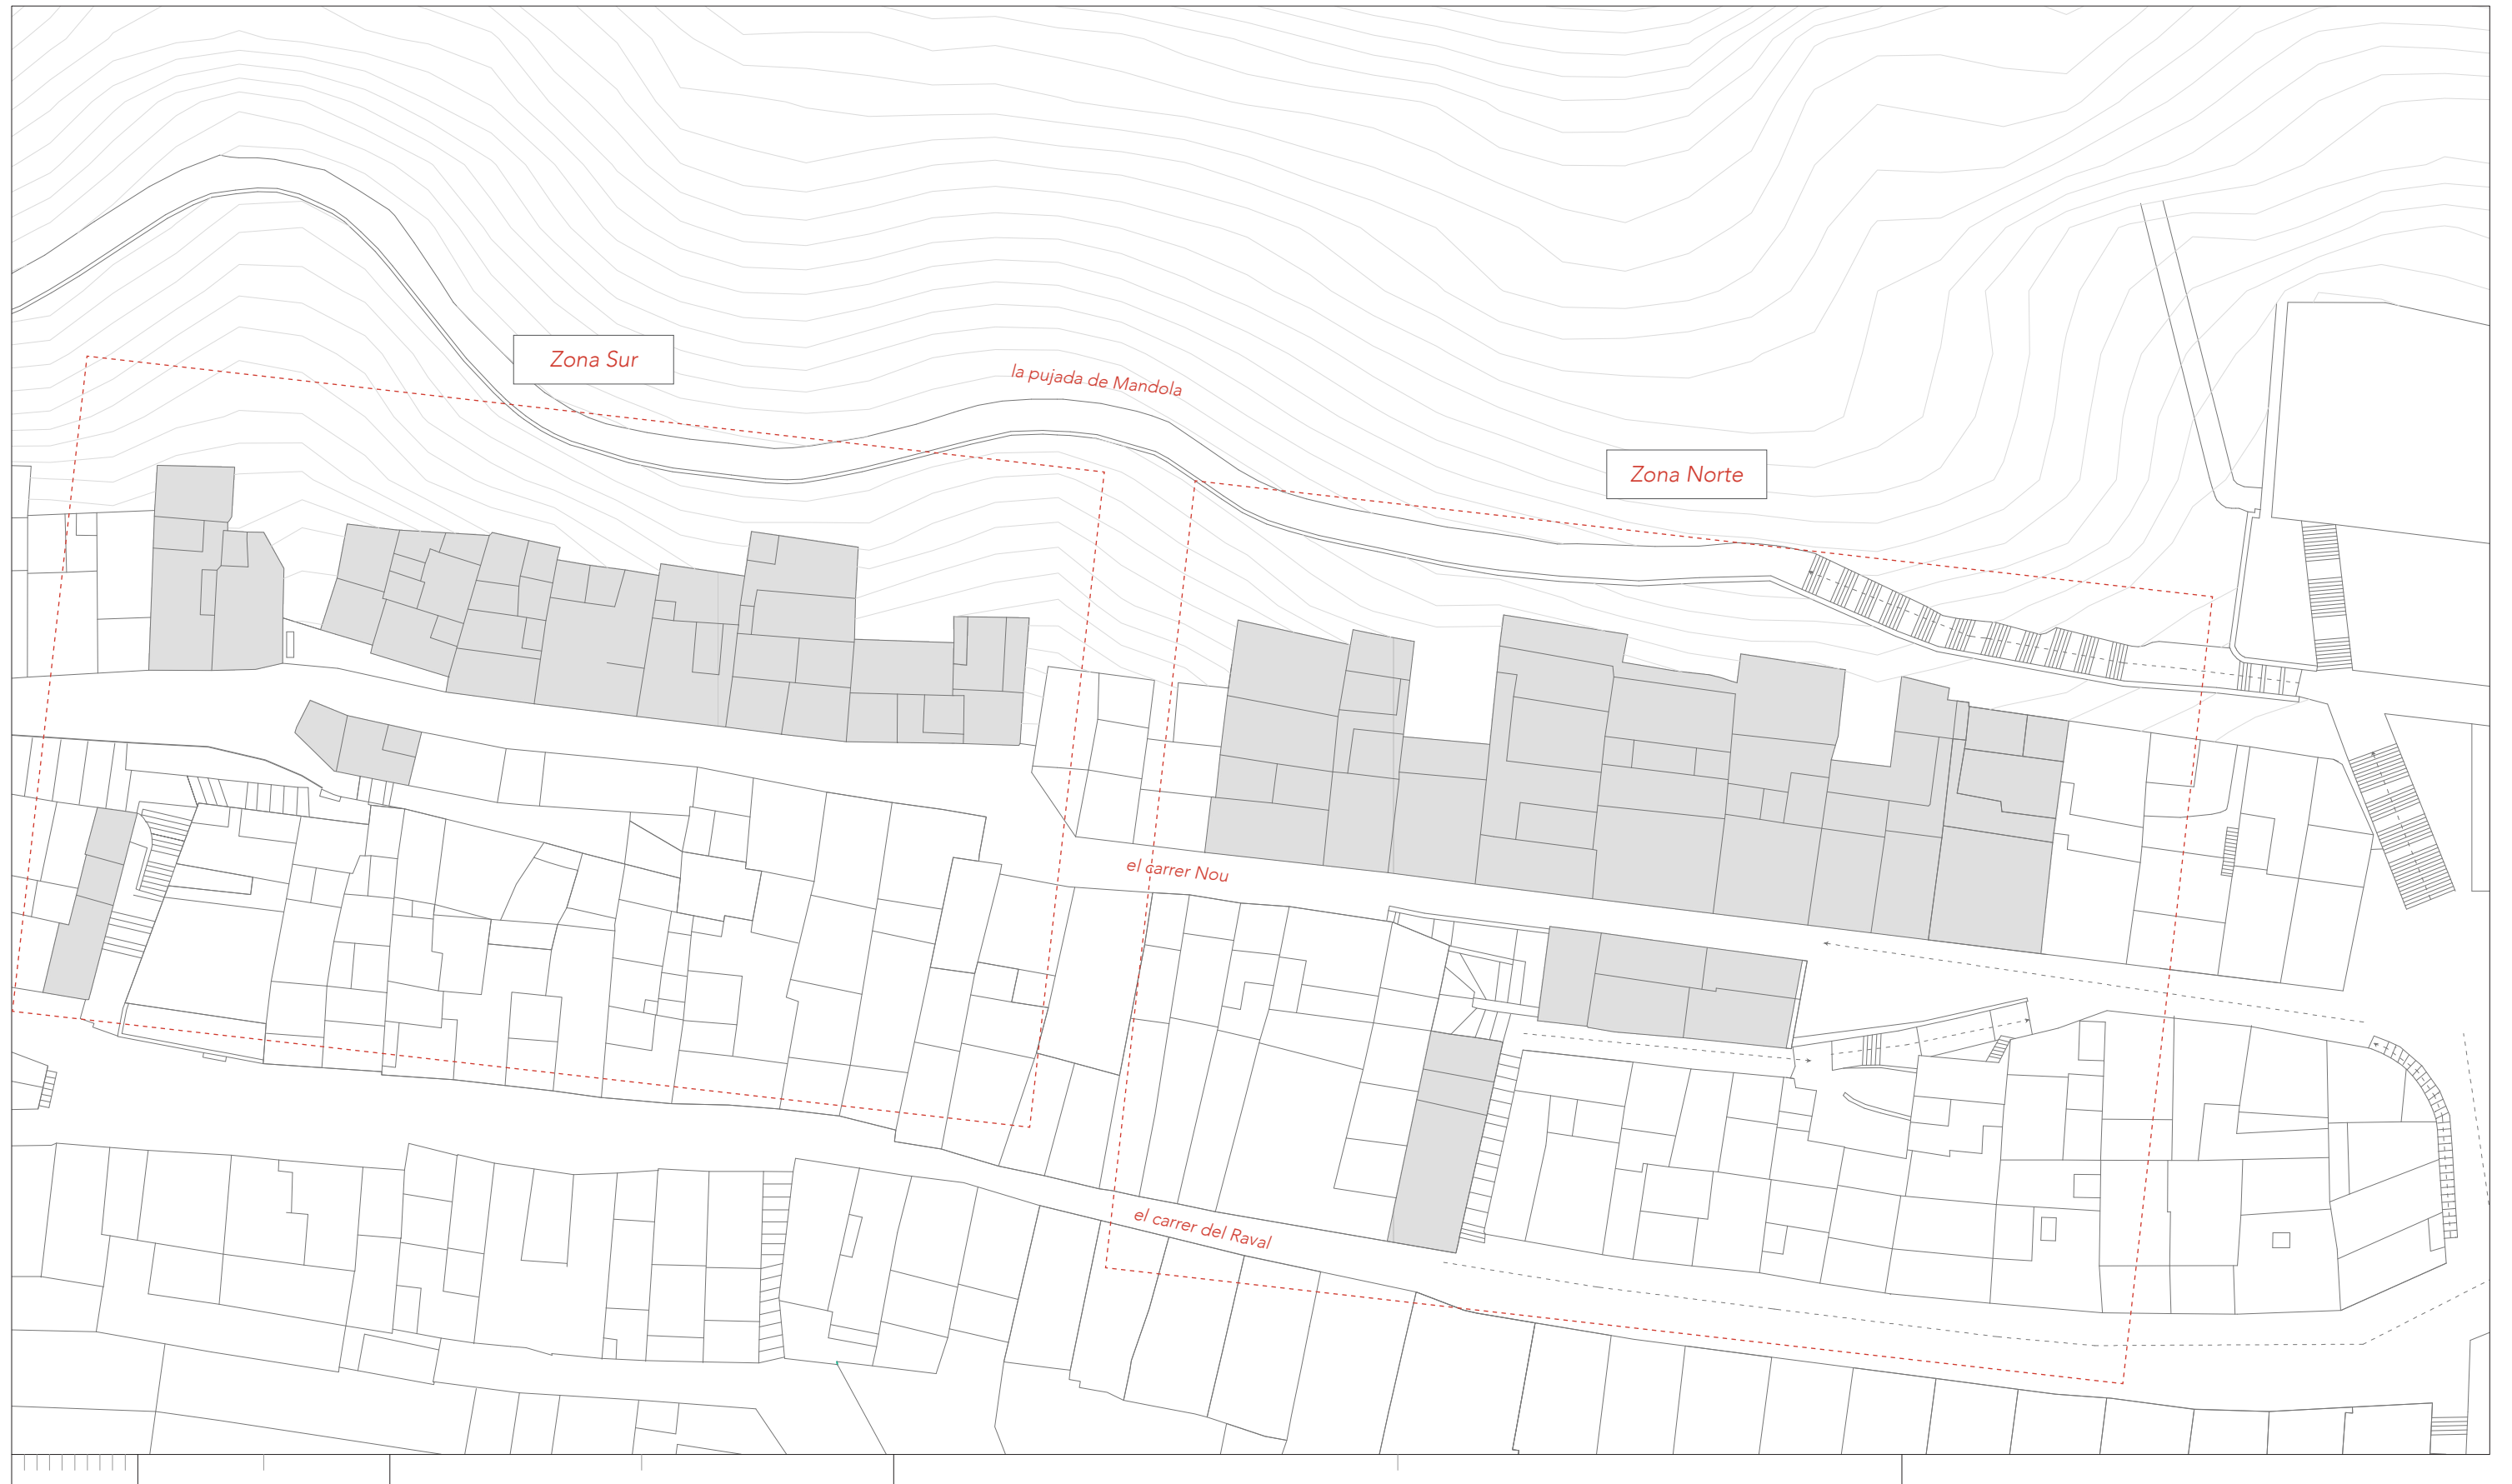 Zona Sur
la pujada de Mandola
Zona Norte
el carrer Nou
el carrer del Raval